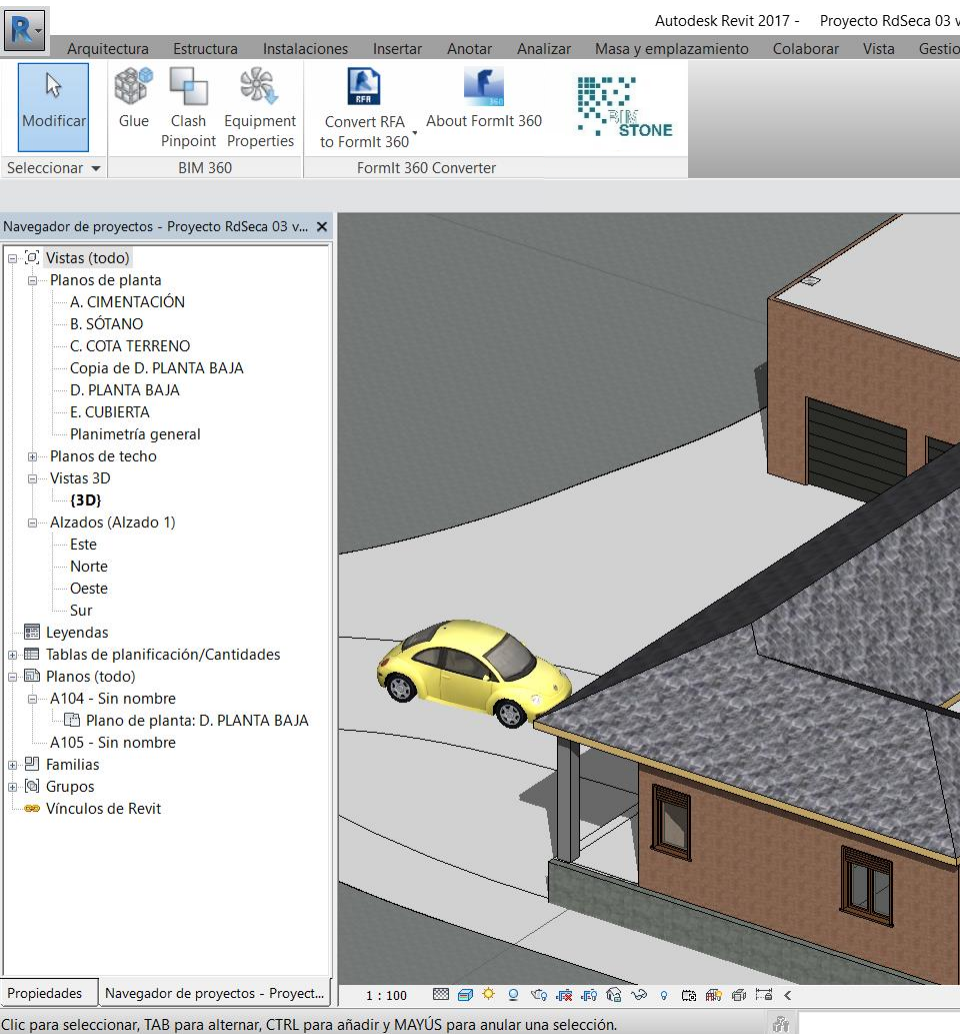 Autodesk Revit 2017 - Proyecto RdSeca 03 v
Arquitectura Estructura Instalaciones Insertar Anotar Analizar Masa y emplazamiento Colaborar Vista Gestio
Modificar
Glue
Clash Pinpoint
Equipment Properties
RFA
Convert RFA to FormIt 360
360
About FormIt 360
BIM
STONE
Seleccionar
BIM 360
FormIt 360 Converter
Navegador de proyectos - Proyecto RdSeca 03 v...
Vistas (todo)
Planos de planta
A. CIMENTACIÓN
B. SÓTANO
C. COTA TERRENO
Copia de D. PLANTA BAJA
D. PLANTA BAJA
E. CUBIERTA
Planimetría general
Planos de techo
Vistas 3D
{3D}
Alzados (Alzado 1)
Este
Norte
Oeste
Sur
Leyendas
Tablas de planificación/Cantidades
Planos (todo)
A104 - Sin nombre
Plano de planta: D. PLANTA BAJA
A105 - Sin nombre
Familias
Grupos
Vínculos de Revit
Propiedades
Navegador de proyectos - Proyect...
1 : 100
Clic para seleccionar, TAB para alternar, CTRL para añadir y MAYÚS para anular una selección.